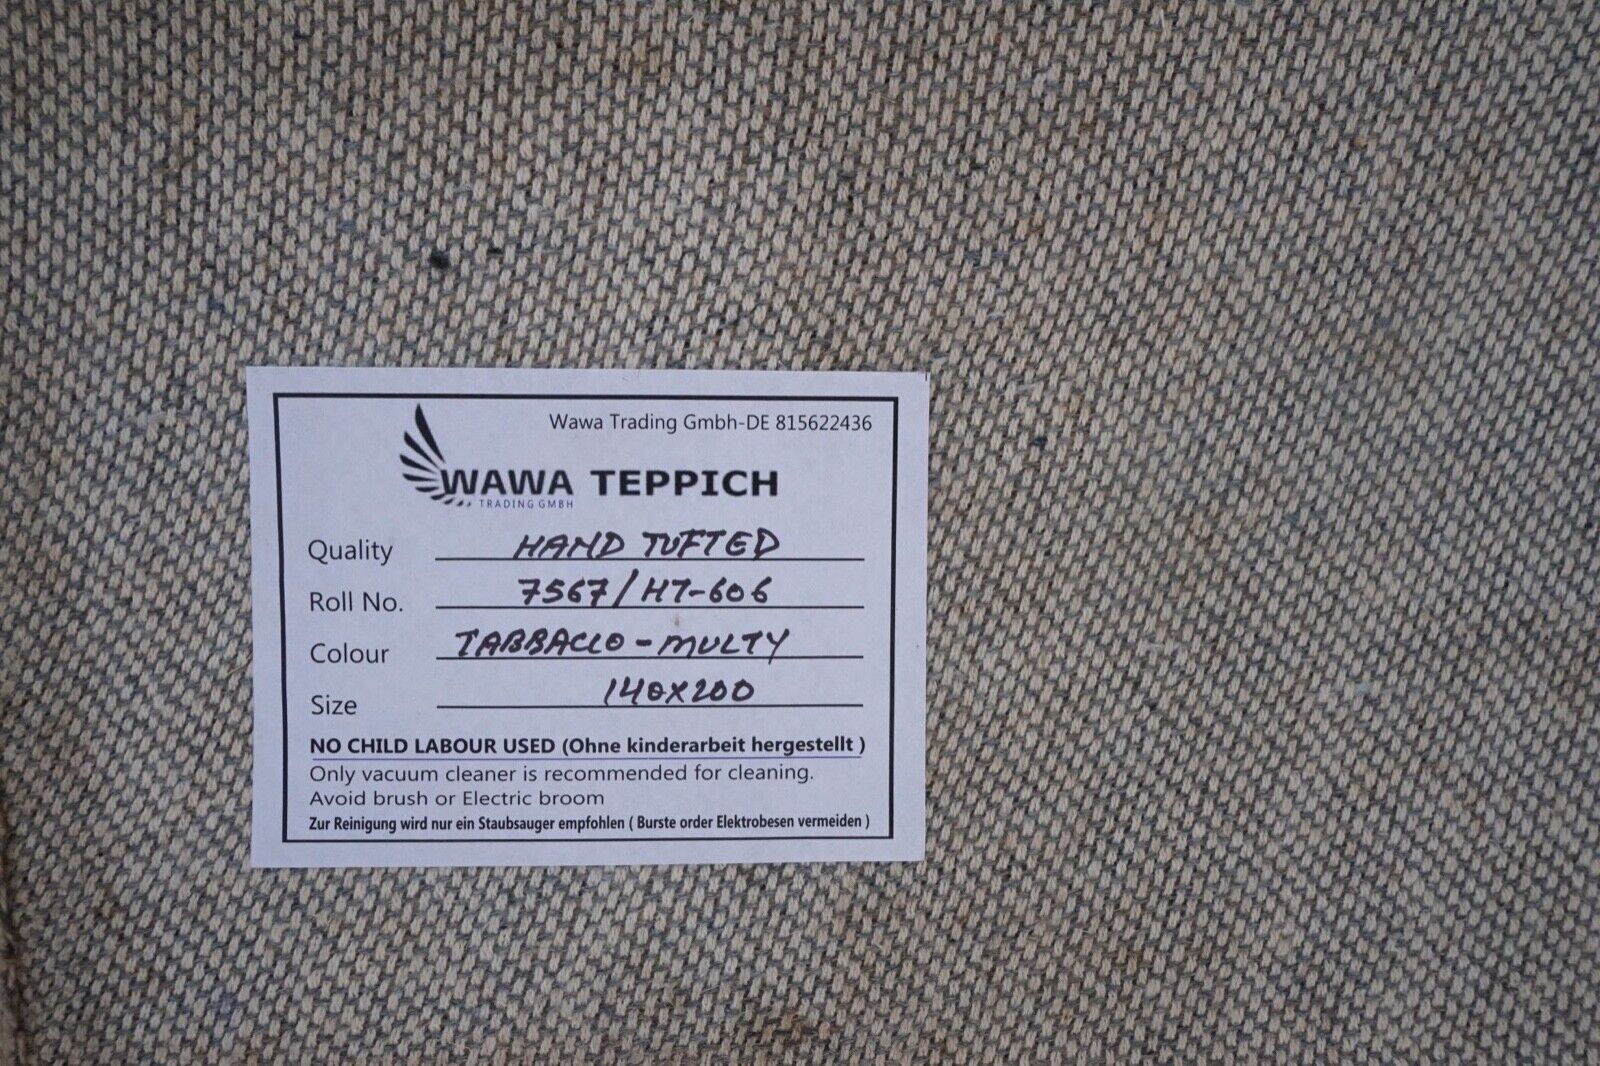 Wawa Trading Gmbh-DE 815622436
WAWA TEPPICH
TRADING GMBH
Quality HAND TUFTED
Roll No. 7567/HT-606
Colour TABBACCO-MULTY
Size 140X200
NO CHILD LABOUR USED (Ohne kinderarbeit hergestellt )
Only vacuum cleaner is recommended for cleaning.
Avoid brush or Electric broom
Zur Reinigung wird nur ein Staubsauger empfohlen ( Burste order Elektrobesen vermeiden )